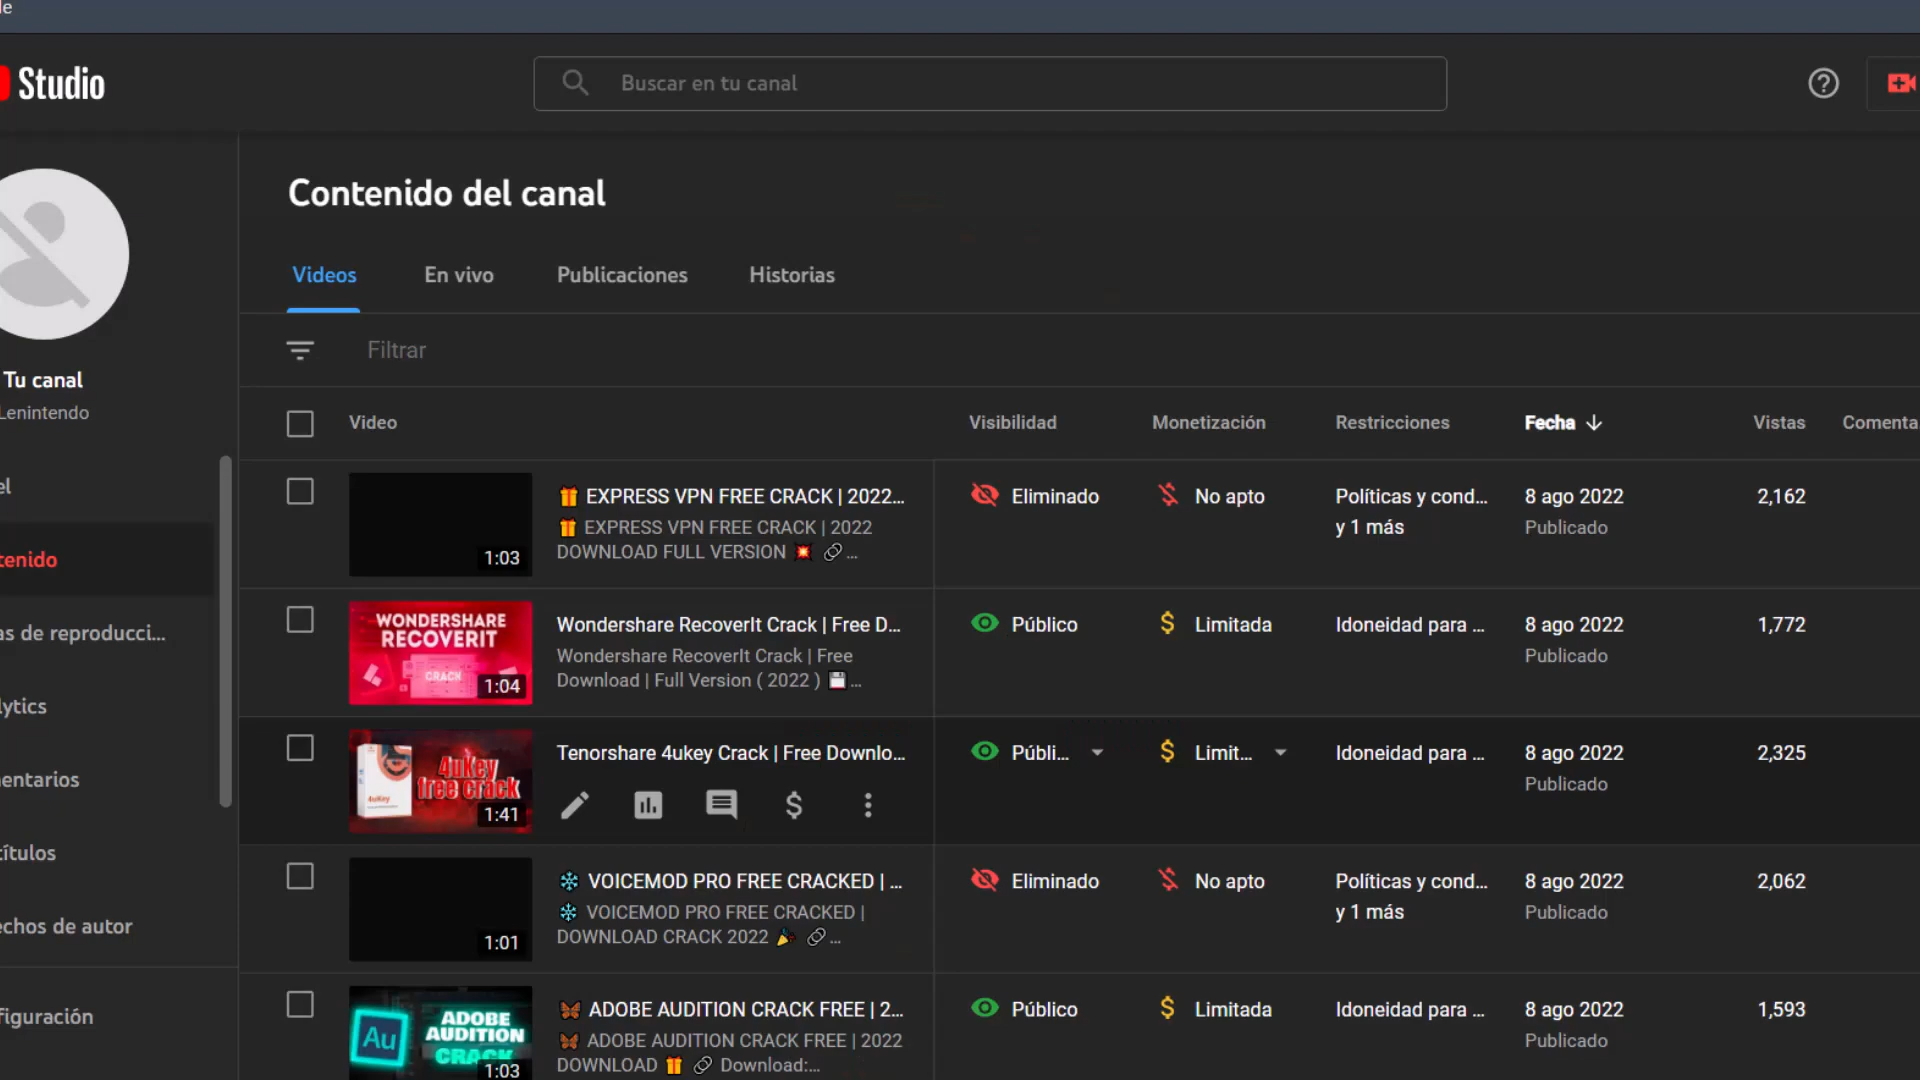 le
Studio
Buscar en tu canal
Contenido del canal
Videos
En vivo
Publicaciones
Historias
Filtrar
Tu canal
Lenintendo
el
tenido
as de reproducci...
lytics
entarios
títulos
echos de autor
figuración
Video
Visibilidad
Monetización
Restricciones
Fecha
Vistas
Comenta
1:03
🎁 EXPRESS VPN FREE CRACK | 2022...
🎁 EXPRESS VPN FREE CRACK | 2022
DOWNLOAD FULL VERSION 💥 🔗 ...
Eliminado
No apto
Políticas y cond...
y 1 más
8 ago 2022
Publicado
2,162
WONDERSHARE
RECOVERIT
CRACK
1:04
Wondershare RecoverIt Crack | Free D...
Wondershare RecoverIt Crack | Free
Download | Full Version ( 2022 ) 💾 ...
Público
Limitada
Idoneidad para ...
8 ago 2022
Publicado
1,772
4uKey
4ukey
free crack
1:41
Tenorshare 4ukey Crack | Free Downlo...
Públi...
Limit...
Idoneidad para ...
8 ago 2022
Publicado
2,325
1:01
❄ VOICEMOD PRO FREE CRACKED | ...
❄ VOICEMOD PRO FREE CRACKED |
DOWNLOAD CRACK 2022 🎉 🔗 ...
Eliminado
No apto
Políticas y cond...
y 1 más
8 ago 2022
Publicado
2,062
Au
ADOBE
AUDITION
CRACK
1:03
🦋 ADOBE AUDITION CRACK FREE | 2...
🦋 ADOBE AUDITION CRACK FREE | 2022
DOWNLOAD 🎁 🔗 Download:...
Público
Limitada
Idoneidad para ...
8 ago 2022
Publicado
1,593